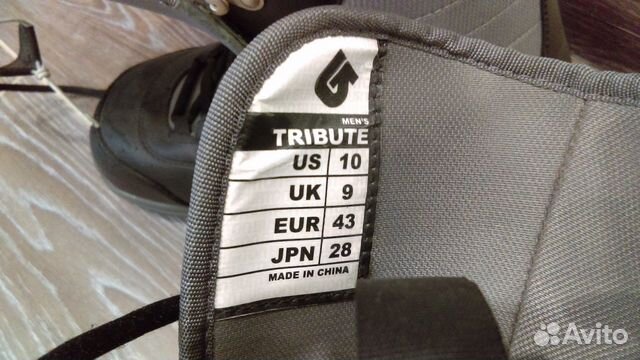 MEN'S
TRIBUTE
US 10
UK 9
EUR 43
JPN 28
MADE IN CHINA
Avito